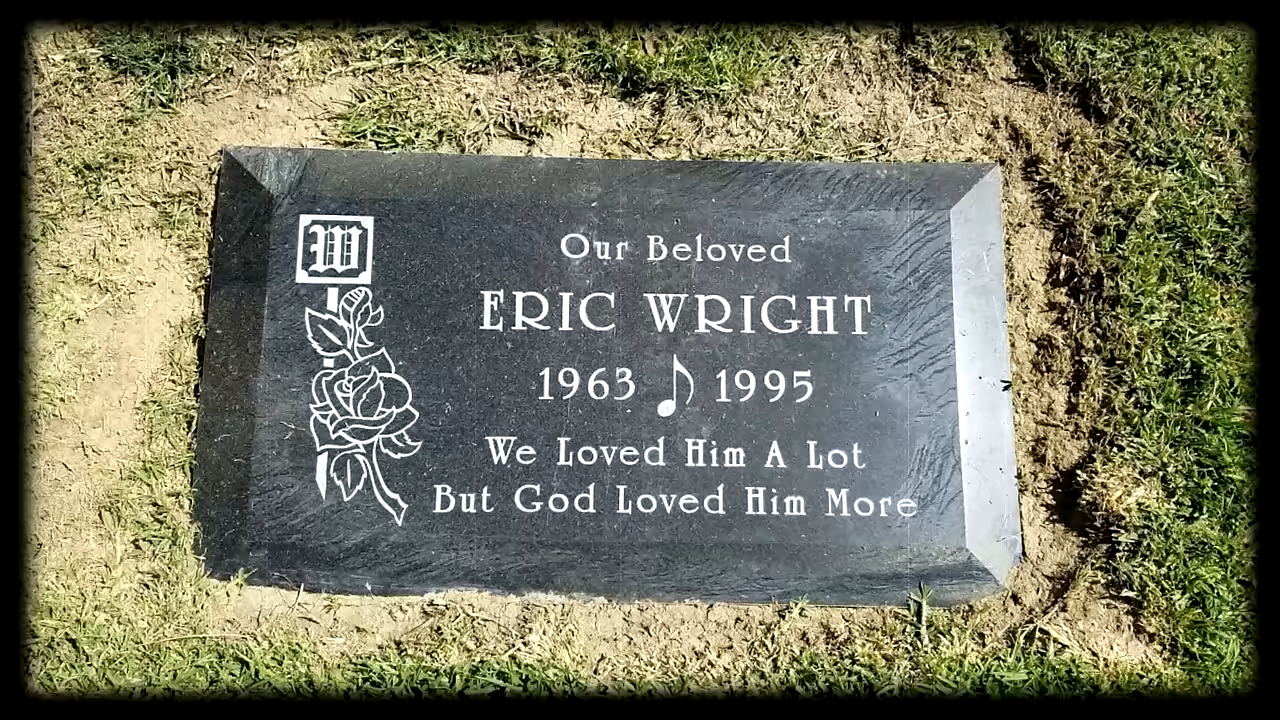 W
Our Beloved
ERIC WRIGHT
1963 ♪ 1995
We Loved Him A Lot
But God Loved Him More